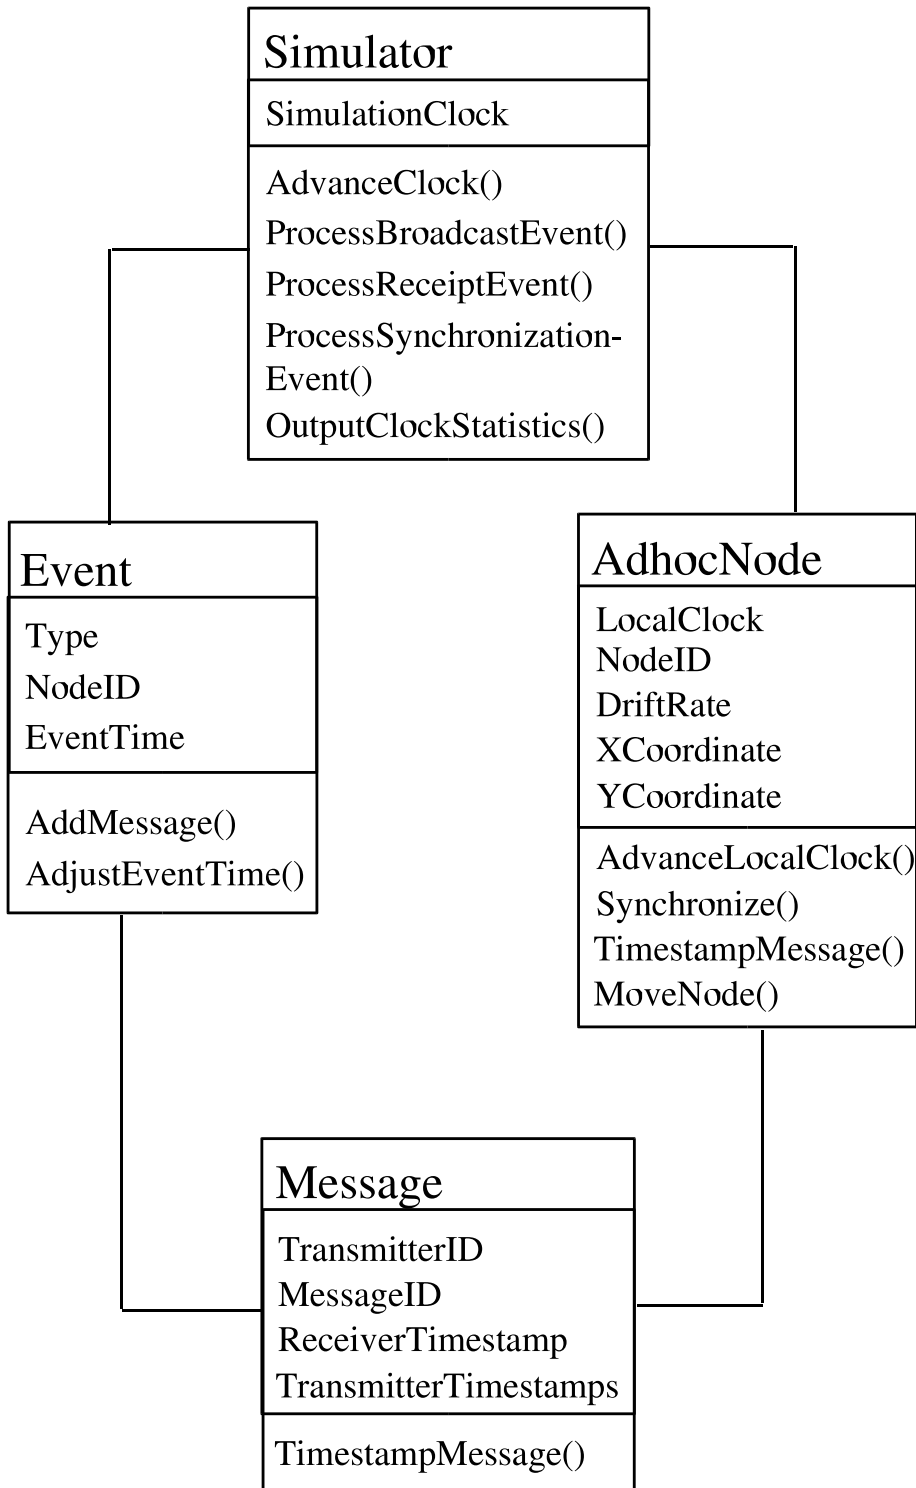 Simulator
SimulationClock
AdvanceClock()
ProcessBroadcastEvent()
ProcessReceiptEvent()
ProcessSynchronization-
Event()
OutputClockStatistics()
Event
Type
NodeID
EventTime
AddMessage()
AdjustEventTime()
AdhocNode
LocalClock
NodeID
DriftRate
XCoordinate
YCoordinate
AdvanceLocalClock()
Synchronize()
TimestampMessage()
MoveNode()
Message
TransmitterID
MessageID
ReceiverTimestamp
TransmitterTimestamps
TimestampMessage()